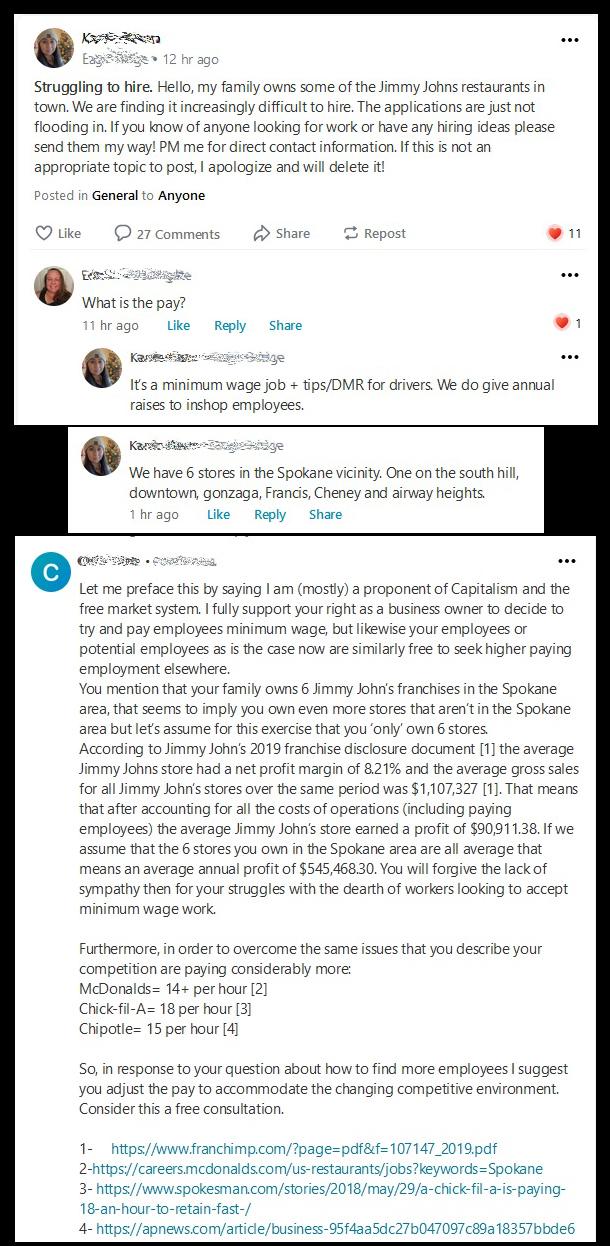 12 hr ago
Struggling to hire. Hello, my family owns some of the Jimmy Johns restaurants in
town. We are finding it increasingly difficult to hire. The applications are just not
flooding in. If you know of anyone looking for work or have any hiring ideas please
send them my way! PM me for direct contact information. If this is not an
appropriate topic to post, I apologize and will delete it!
Posted in General to Anyone
Like 27 Comments Share Repost 11
What is the pay?
11 hr ago Like Reply Share 1
It's a minimum wage job + tips/DMR for drivers. We do give annual
raises to inshop employees.
We have 6 stores in the Spokane vicinity. One on the south hill,
downtown, gonzaga, Francis, Cheney and airway heights.
1 hr ago Like Reply Share
C
Let me preface this by saying I am (mostly) a proponent of Capitalism and the
free market system. I fully support your right as a business owner to decide to
try and pay employees minimum wage, but likewise your employees or
potential employees as is the case now are similarly free to seek higher paying
employment elsewhere.
You mention that your family owns 6 Jimmy John's franchises in the Spokane
area, that seems to imply you own even more stores that aren't in the Spokane
area but let's assume for this exercise that you 'only' own 6 stores.
According to Jimmy John's 2019 franchise disclosure document [1] the average
Jimmy Johns store had a net profit margin of 8.21% and the average gross sales
for all Jimmy John's stores over the same period was $1,107,327 [1]. That means
that after accounting for all the costs of operations (including paying
employees) the average Jimmy John's store earned a profit of $90,911.38. If we
assume that the 6 stores you own in the Spokane area are all average that
means an average annual profit of $545,468.30. You will forgive the lack of
sympathy then for your struggles with the dearth of workers looking to accept
minimum wage work.
Furthermore, in order to overcome the same issues that you describe your
competition are paying considerably more:
McDonalds= 14+ per hour [2]
Chick-fil-A= 18 per hour [3]
Chipotle= 15 per hour [4]
So, in response to your question about how to find more employees I suggest
you adjust the pay to accommodate the changing competitive environment.
Consider this a free consultation.
1- https://www.franchimp.com/?page=pdf&f=107147_2019.pdf
2-https://careers.mcdonalds.com/us-restaurants/jobs?keywords=Spokane
3- https://www.spokesman.com/stories/2018/may/29/a-chick-fil-a-is-paying-
18-an-hour-to-retain-fast-/
4- https://apnews.com/article/business-95f4aa5dc27b047097c89a18357bbde6